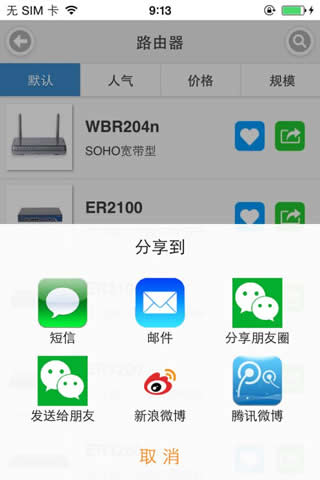 无 SIM 卡 9:13
路由器
默认 人气 价格 规模
WBR204n
SOHO宽带型
ER2100
分享到
短信 邮件 分享朋友圈
发送给朋友 新浪微博 腾讯微博
取 消